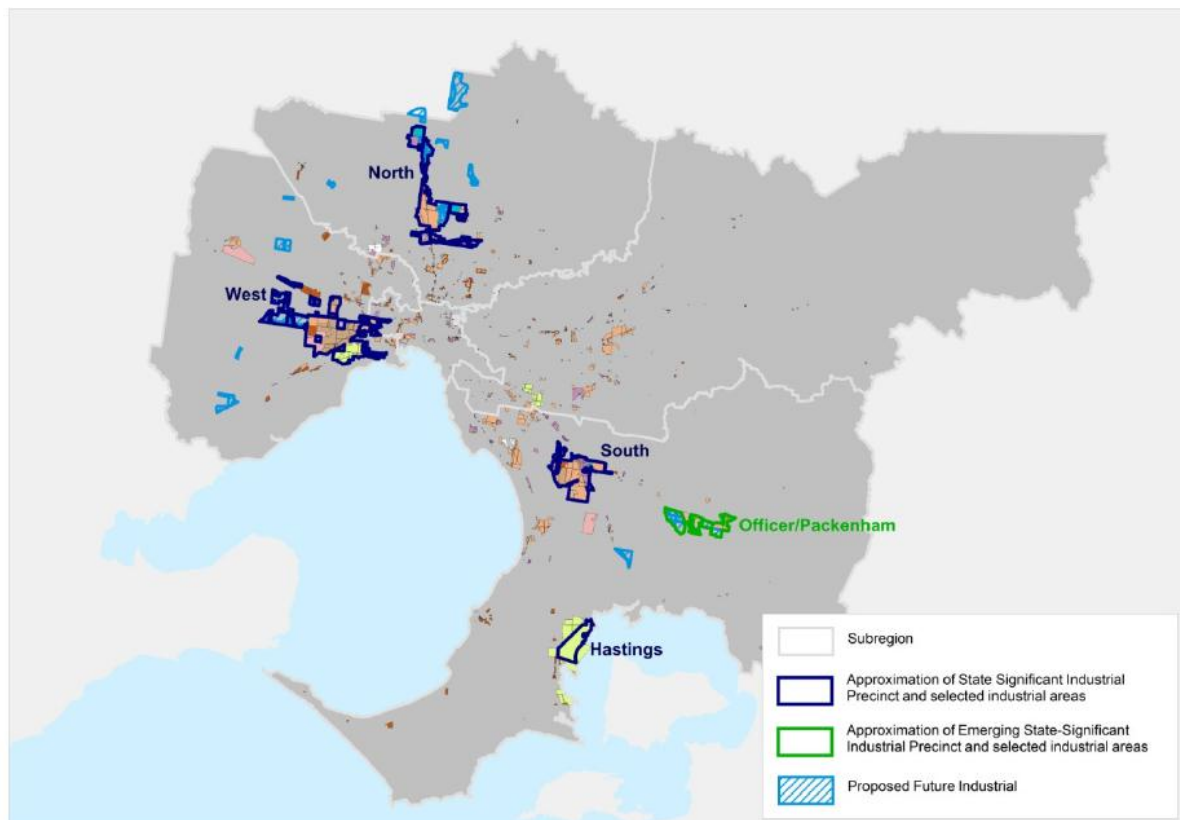 North
West
South
Officer/Packenham
Hastings
Subregion
Approximation of State Significant Industrial
Precinct and selected industrial areas
Approximation of Emerging State-Significant
Industrial Precinct and selected industrial areas
Proposed Future Industrial